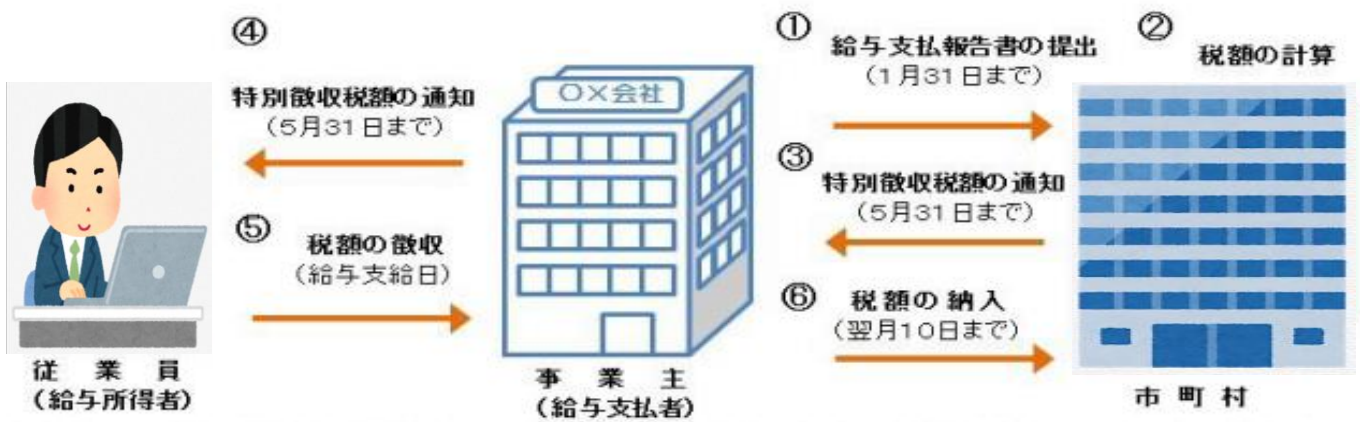 ④
特別徴収税額の通知
（5月31日まで）
⑤
税額の徴収
（給与支給日）
従業員
（給与所得者）
○×会社
事業主
（給与支払者）
①
給与支払報告書の提出
（1月31日まで）
②
税額の計算
③
特別徴収税額の通知
（5月31日まで）
⑥
税額の納入
（翌月10日まで）
市町村